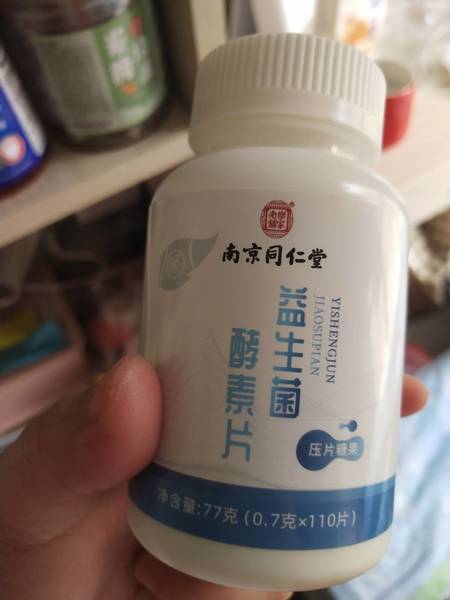 南京同仁堂
益生菌
酵素片
YISHENGJUN
JIAOSUPIAN
压片糖果
净含量:77克(0.7克×110片)